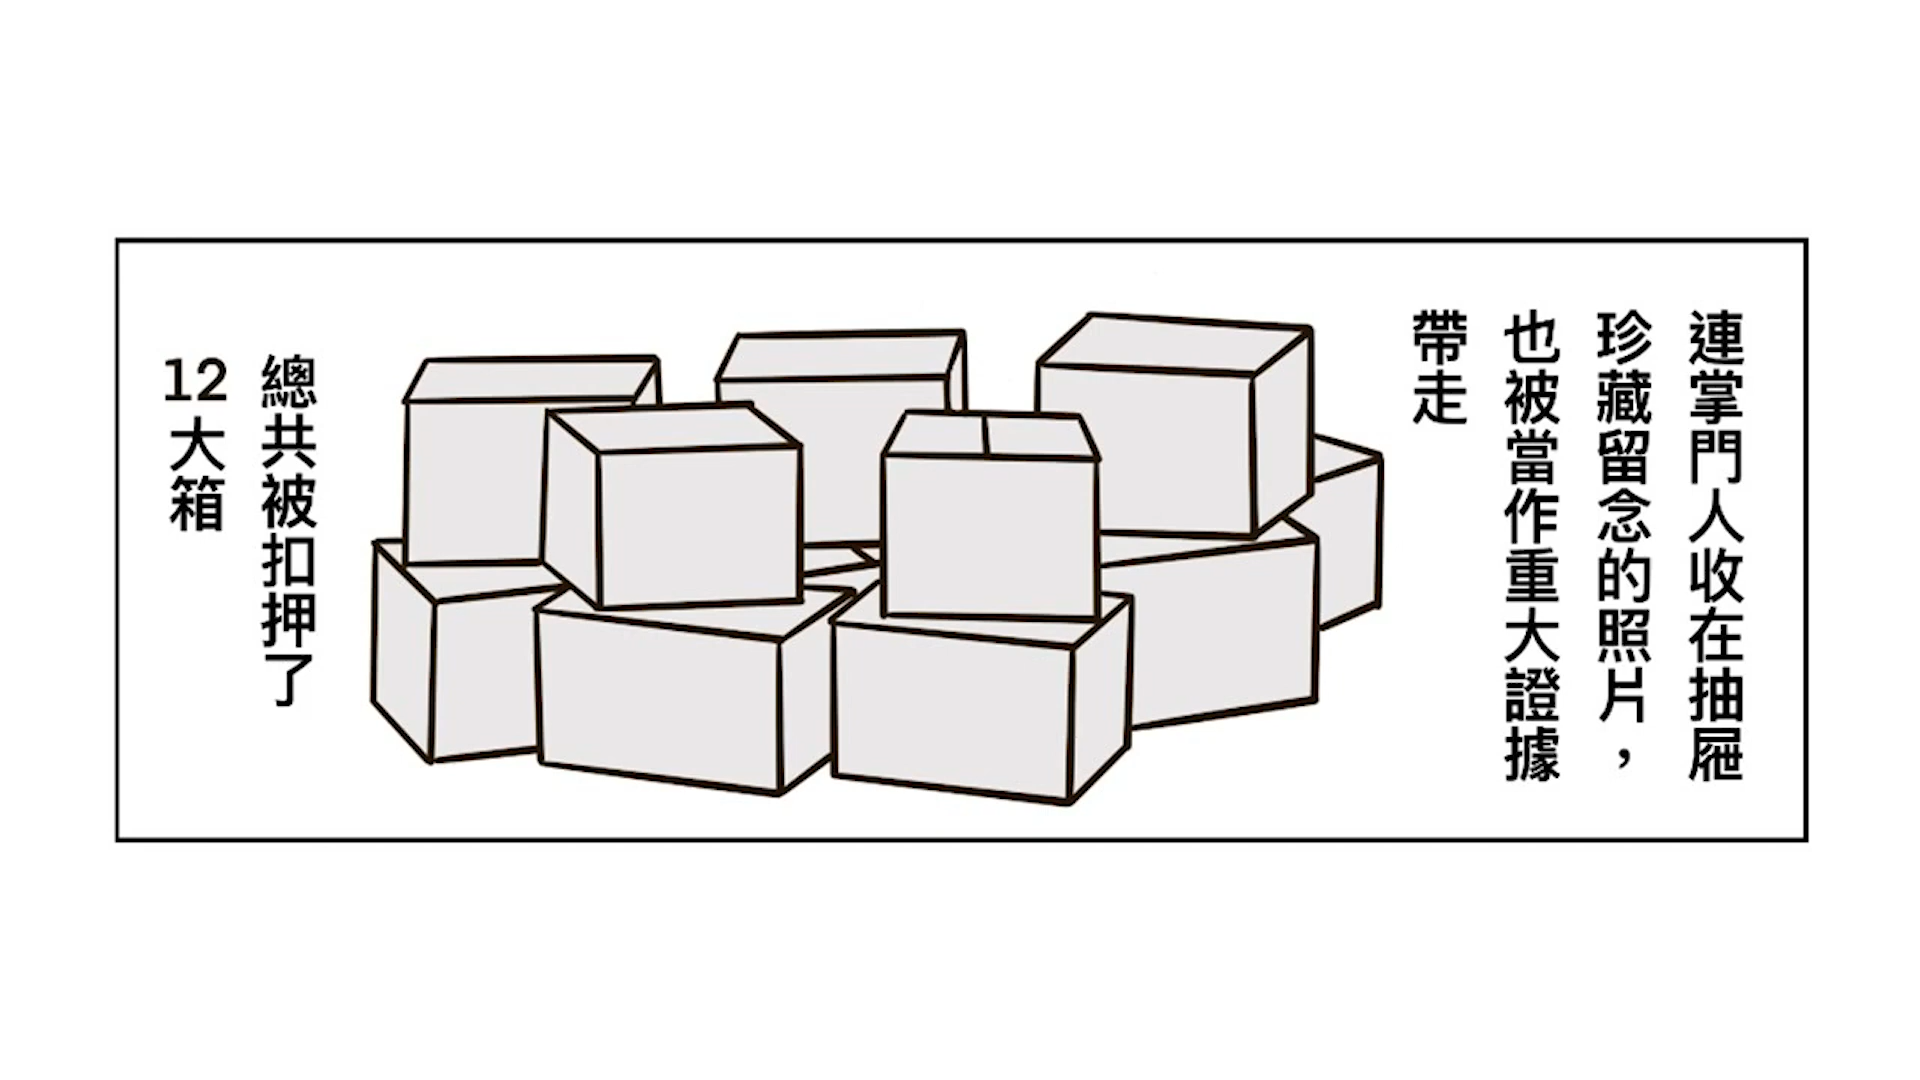 連掌門人收在抽屜
珍藏留念的照片，
也被當作重大證據
帶走
總共被扣押了
12大箱